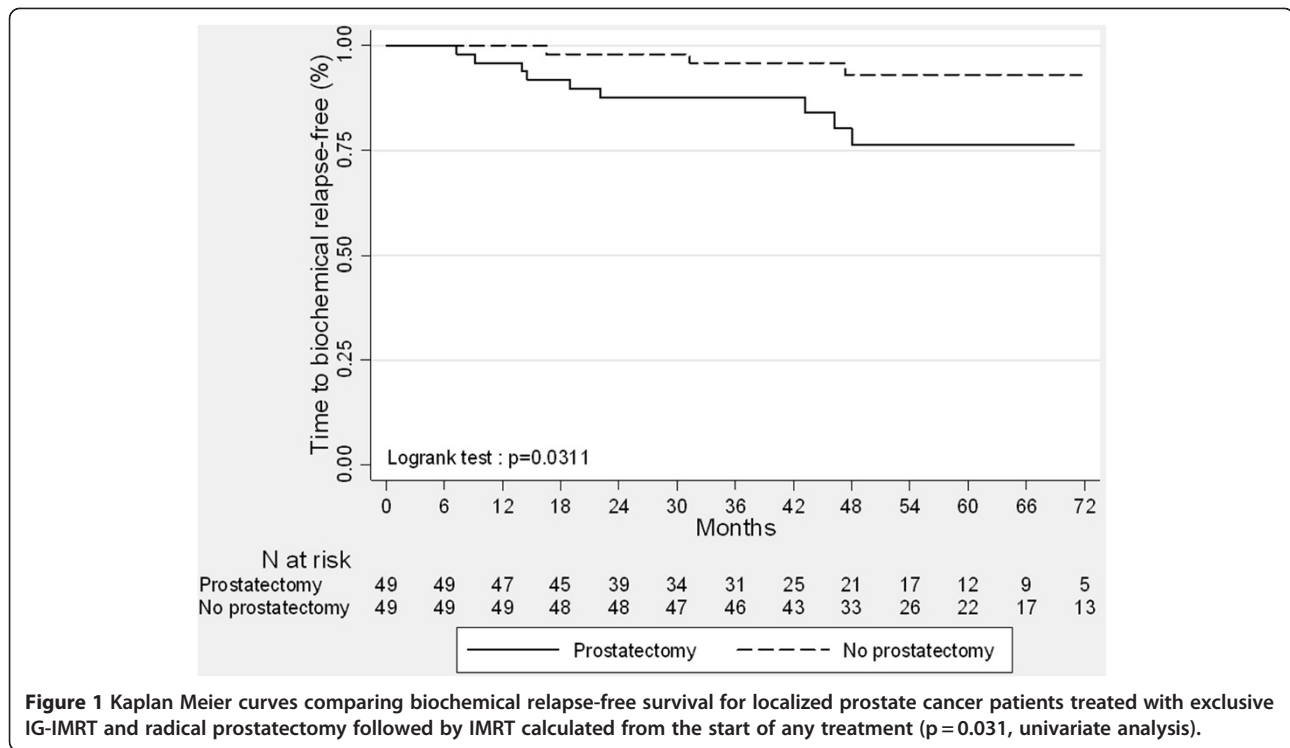 Time to biochemical relapse-free (%)
1.00
0.75
0.50
0.25
0.00
Logrank test : p=0.0311
0 6 12 18 24 30 36 42 48 54 60 66 72
Months
N at risk
Prostatectomy 49 49 47 45 39 34 31 25 21 17 12 9 5
No prostatectomy 49 49 49 48 48 47 46 43 33 26 22 17 13
Prostatectomy No prostatectomy
Figure 1 Kaplan Meier curves comparing biochemical relapse-free survival for localized prostate cancer patients treated with exclusive
IG-IMRT and radical prostatectomy followed by IMRT calculated from the start of any treatment (p = 0.031, univariate analysis).